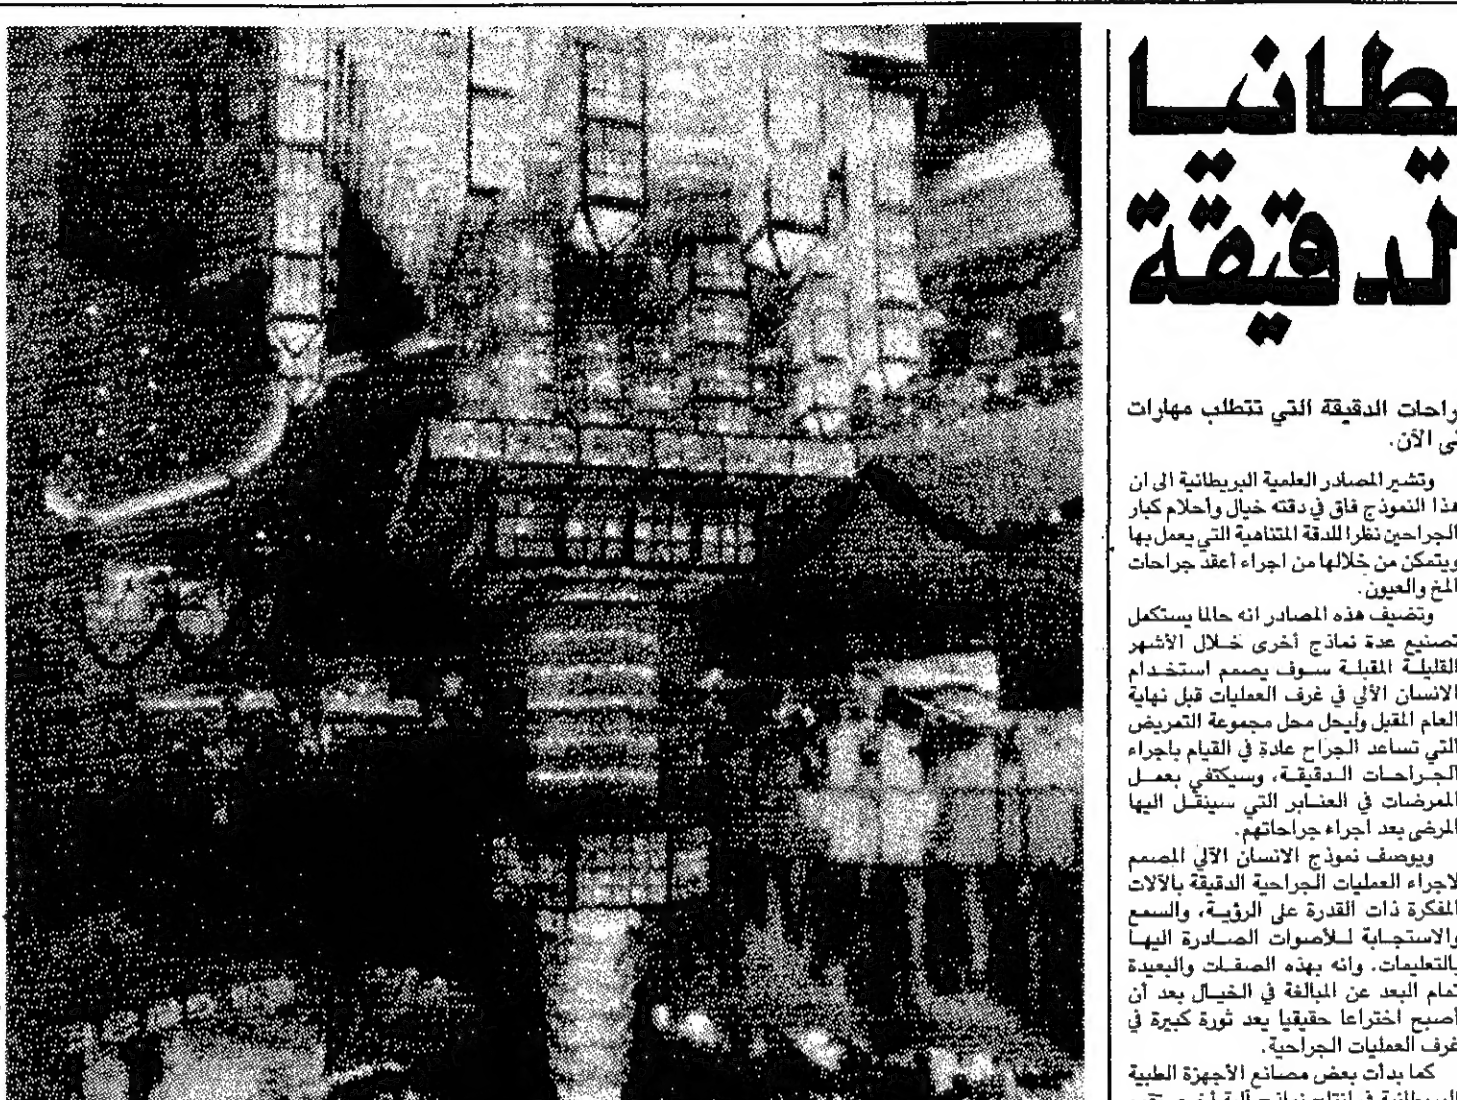 طانيا
الدقيقة
راحات الدقيقة التي تتطلب مهارات
الآن.
وتشير المصادر العلمية البريطانية الى ان
هذا النموذج فاق في دقته خيال وأحلام كبار
الجراحين نظرا للدقة المتناهية التي يعمل بها
ويتمكن من خلالها من اجراء أعقد جراحات
المخ والعيون.
وتضيف هذه المصادر انه حالما يستكمل
تصنيع عدة نماذج أخرى خلال الأشهر
القليلة المقبلة سوف يصمم استخدام
الانسان الآلي في غرف العمليات قبل نهاية
العام المقبل وليحل محل مجموعة التمريض
التي تساعد الجراح عادة في القيام باجراء
الجراحات الدقيقة، وسيكتفي بعمل
الممرضات في العنابر التي سينقل اليها
المرضى بعد اجراء جراحاتهم.
ويوصف نموذج الانسان الآلي المصمم
لاجراء العمليات الجراحية الدقيقة بالآلات
المفكرة ذات القدرة على الرؤية، والسمع
والاستجابة للأصوات الصادرة اليها
بالتعليمات. وانه بهذه الصفات والبعيدة
تمام البعد عن المبالغة في الخيال بعد أن
أصبح اختراعا حقيقيا يعد ثورة كبيرة في
غرف العمليات الجراحية.
كما بدأت بعض مصانع الأجهزة الطبية